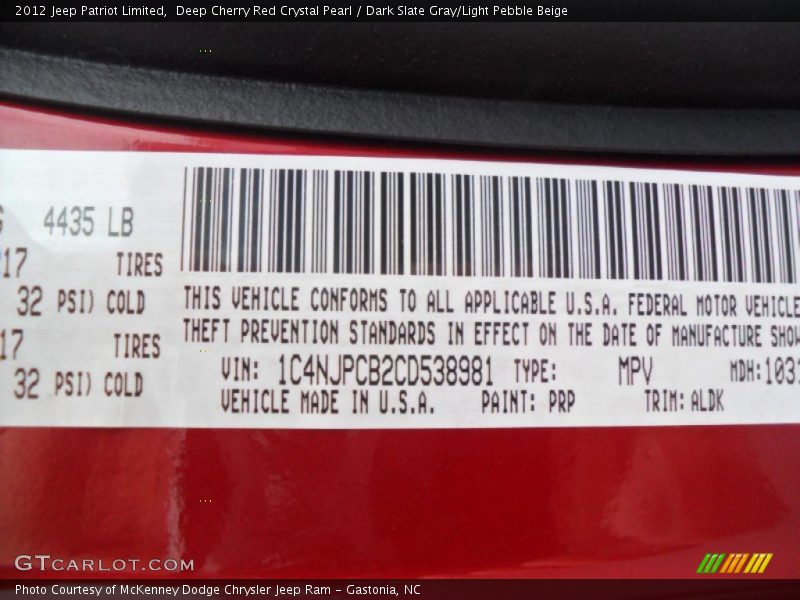 2012 Jeep Patriot Limited,  Deep Cherry Red Crystal Pearl / Dark Slate Gray/Light Pebble Beige
4435 LB
17 TIRES
32 PSI) COLD
THIS VEHICLE CONFORMS TO ALL APPLICABLE U.S.A. FEDERAL MOTOR VEHICLE
THEFT PREVENTION STANDARDS IN EFFECT ON THE DATE OF MANUFACTURE SHOW
17 TIRES
32 PSI) COLD
VIN: 1C4NJPCB2CD538981 TYPE: MPV MDH: 1031
VEHICLE MADE IN U.S.A. PAINT: PRP TRIM: ALDK
GTCARLOT.COM
Photo Courtesy of McKenney Dodge Chrysler Jeep Ram – Gastonia, NC